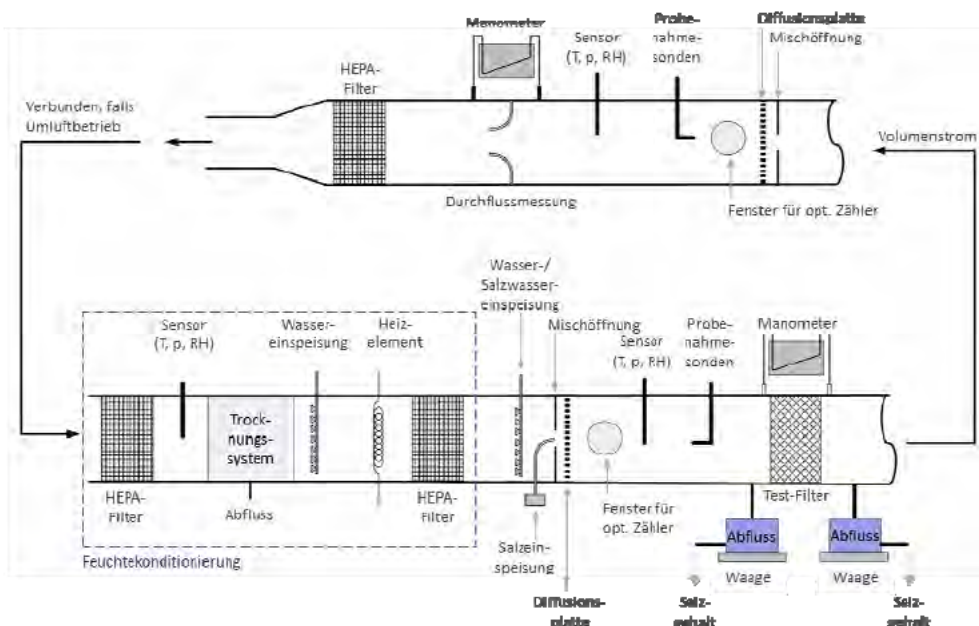 Manometer
Probe-
nahme-
sonden
Diffusionsplatte
Mischöffnung
Sensor
(T, p, RH)
HEPA-
Filter
Verbunden, falls
Umluftbetrieb
Volumenstrom
Durchflussmessung
Fenster für opt. Zähler
Wasser-/
Salzwasser-
einspeisung
Sensor
(T, p, RH)
Wasser-
einspeisung
Heiz-
element
Mischöffnung
Sensor
(T, p, RH)
Probe-
nahme-
sonden
Manometer
Trock-
nungs-
system
HEPA-
Filter
Abfluss
HEPA-
Filter
Fenster für
opt. Zähler
Test-Filter
Feuchtekonditionierung
Salzein-
speisung
Abfluss
Abfluss
Waage
Waage
Diffusions-
platte
Salz-
gehalt
Salz-
gehalt